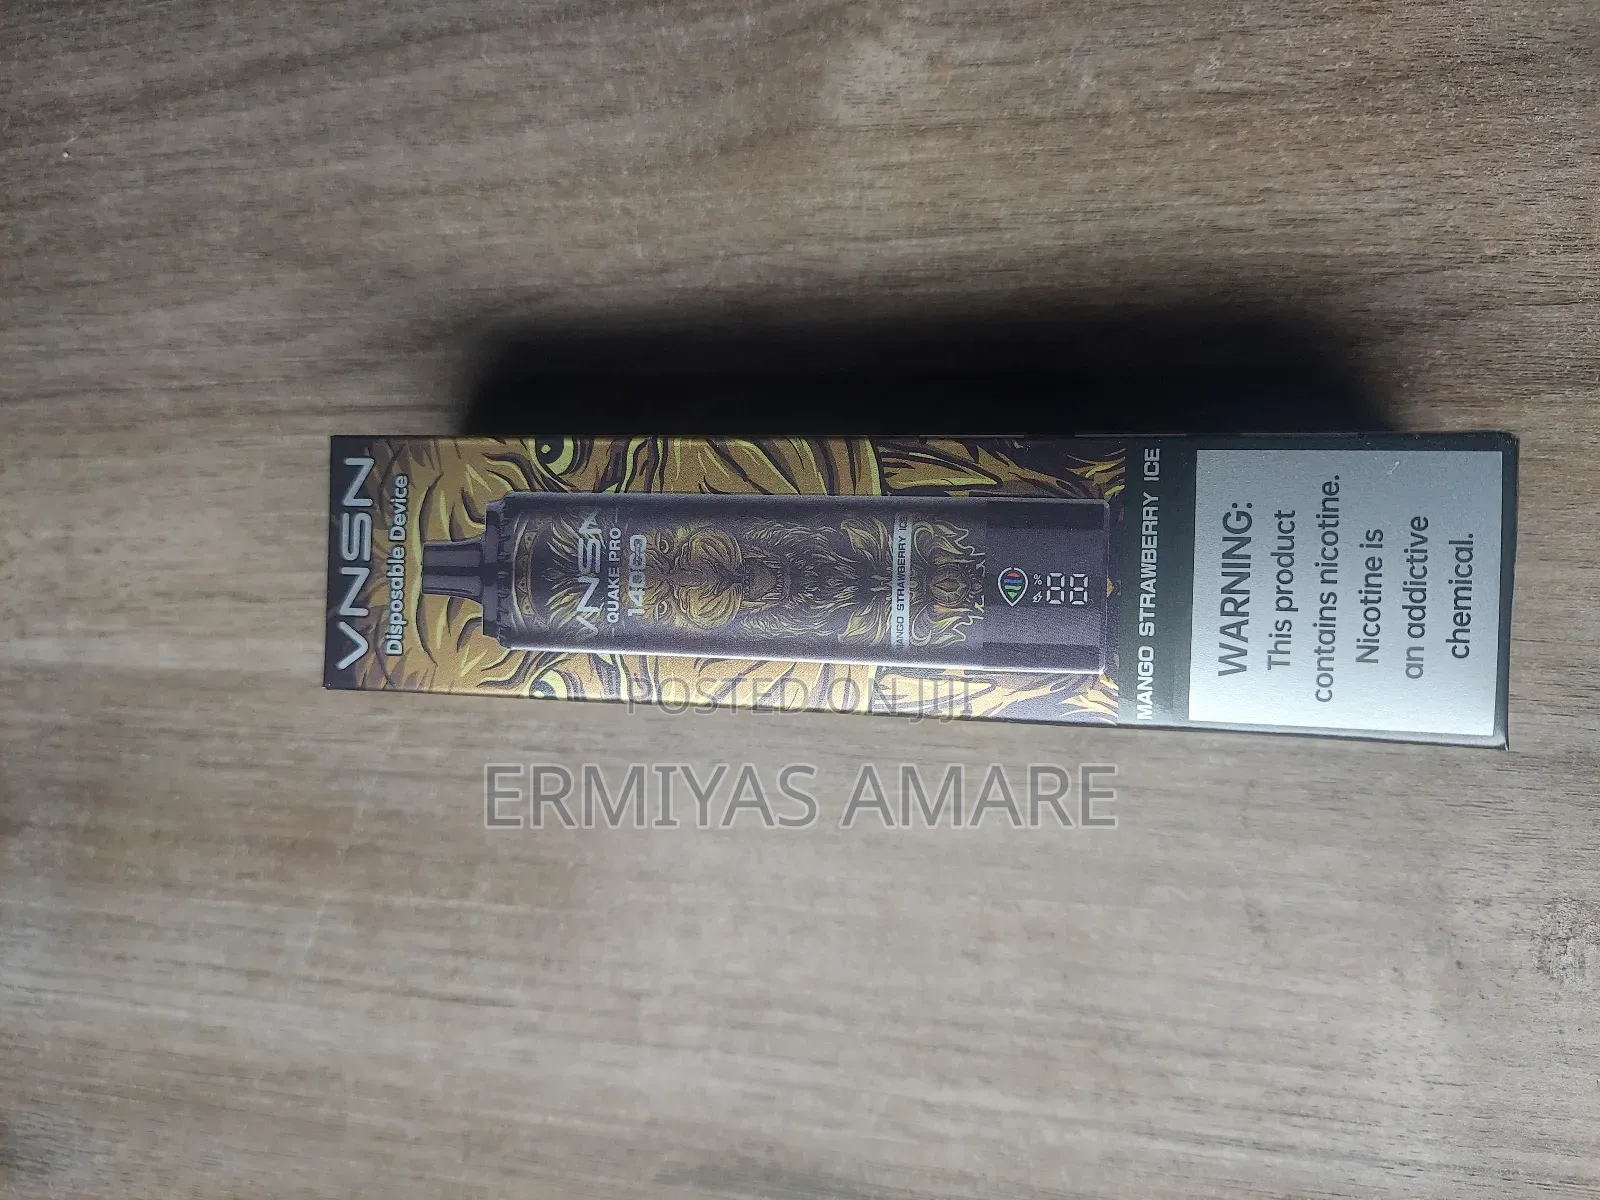 VNSN
Disposable Device
VNSN
QUAKE PRO
14000
MANGO STRAWBERRY ICE
%
88
MANGO STRAWBERRY ICE
WARNING:
This product
contains nicotine.
Nicotine is
an addictive
chemical.
POSTED ON JIJI
ERMIYAS AMARE